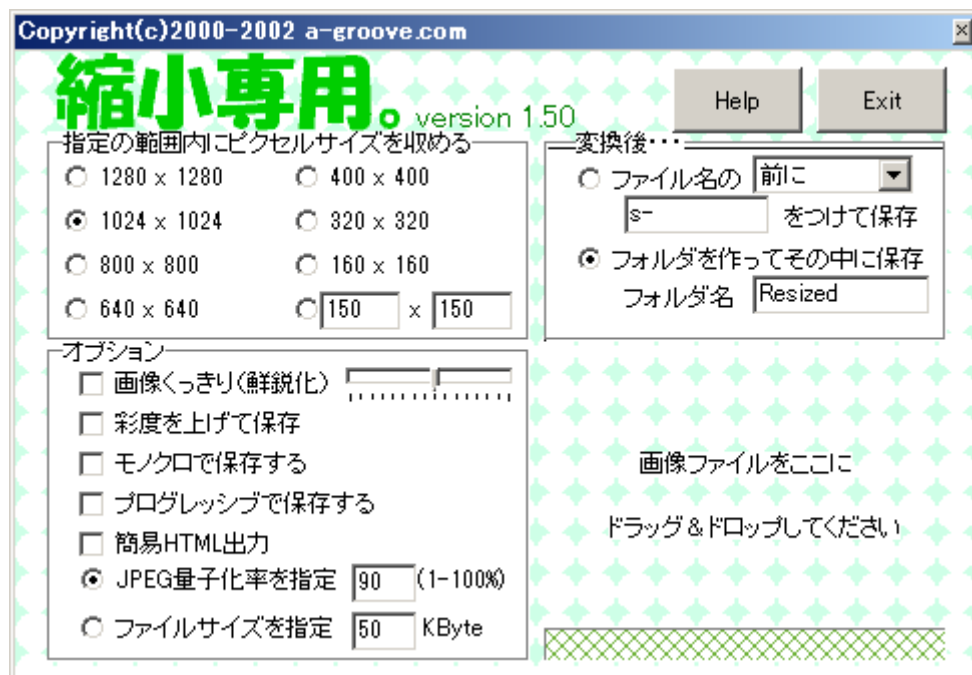 Copyright(c)2000-2002 a-groove.com
縮小専用。version 1.50
Help
Exit
指定の範囲内にピクセルサイズを収める
1280 x 1280
400 x 400
1024 x 1024
320 x 320
800 x 800
160 x 160
640 x 640
150 x 150
変換後・・・
ファイル名の 前に
s- をつけて保存
フォルダを作ってその中に保存
フォルダ名 Resized
オプション
画像くっきり(鮮鋭化)
彩度を上げて保存
モノクロで保存する
プログレッシブで保存する
簡易HTML出力
JPEG量子化率を指定 90 (1-100%)
ファイルサイズを指定 50 KByte
画像ファイルをここに
ドラッグ&ドロップしてください